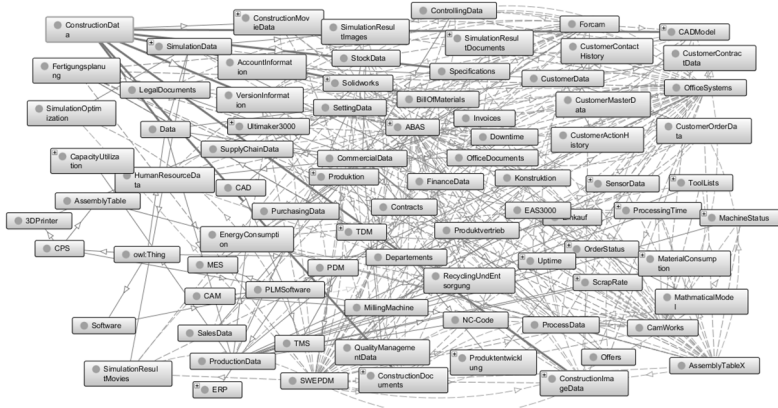 ControllingData
ConstructionMov
ieData
ConstructionDat
a
SimulationResul
tImages
Forcam
CADModel
SimulationData
SimulationResu
ltDocuments
CustomerContact
History
CustomerContrac
tData
StockData
AccountInformat
ion
Fertigungsplanu
ng
Specifications
CustomerData
Solidworks
OfficeSystems
LegalDocuments
VersionInformat
ion
BillOfMaterials
CustomerMasterD
ata
SettingData
SimulationOptim
ization
Invoices
Ultimaker3000
ABAS
Data
Downtime
CustomerActionH
istory
CustomerOrderDa
ta
SupplyChainData
CommercialData
OfficeDocuments
CapacityUtiliza
tion
HumanResourceDa
ta
Produktion
FinanceData
Konstruktion
SensorData
ToolLists
CAD
AssemblyTable
PurchasingData
Contracts
EAS3000
Einkauf
ProcessingTime
MachineStatus
3DPrinter
EnergyConsumpti
on
TDM
Produktvertrieb
CPS
owl:Thing
Departements
OrderStatus
Uptime
MaterialConsump
tion
MES
PDM
RecyclingUndEnt
sorgung
ScrapRate
PLMSoftware
CAM
MathmaticalMode
l
MillingMachine
Software
NC-Code
ProcessData
CamWorks
SalesData
TMS
QualityManageme
ntData
ProductionData
Produktentwick
lung
Offers
SimulationResul
tMovies
SWEPDM
ConstructionDoc
uments
ConstructionIma
geData
AssemblyTableX
ERP